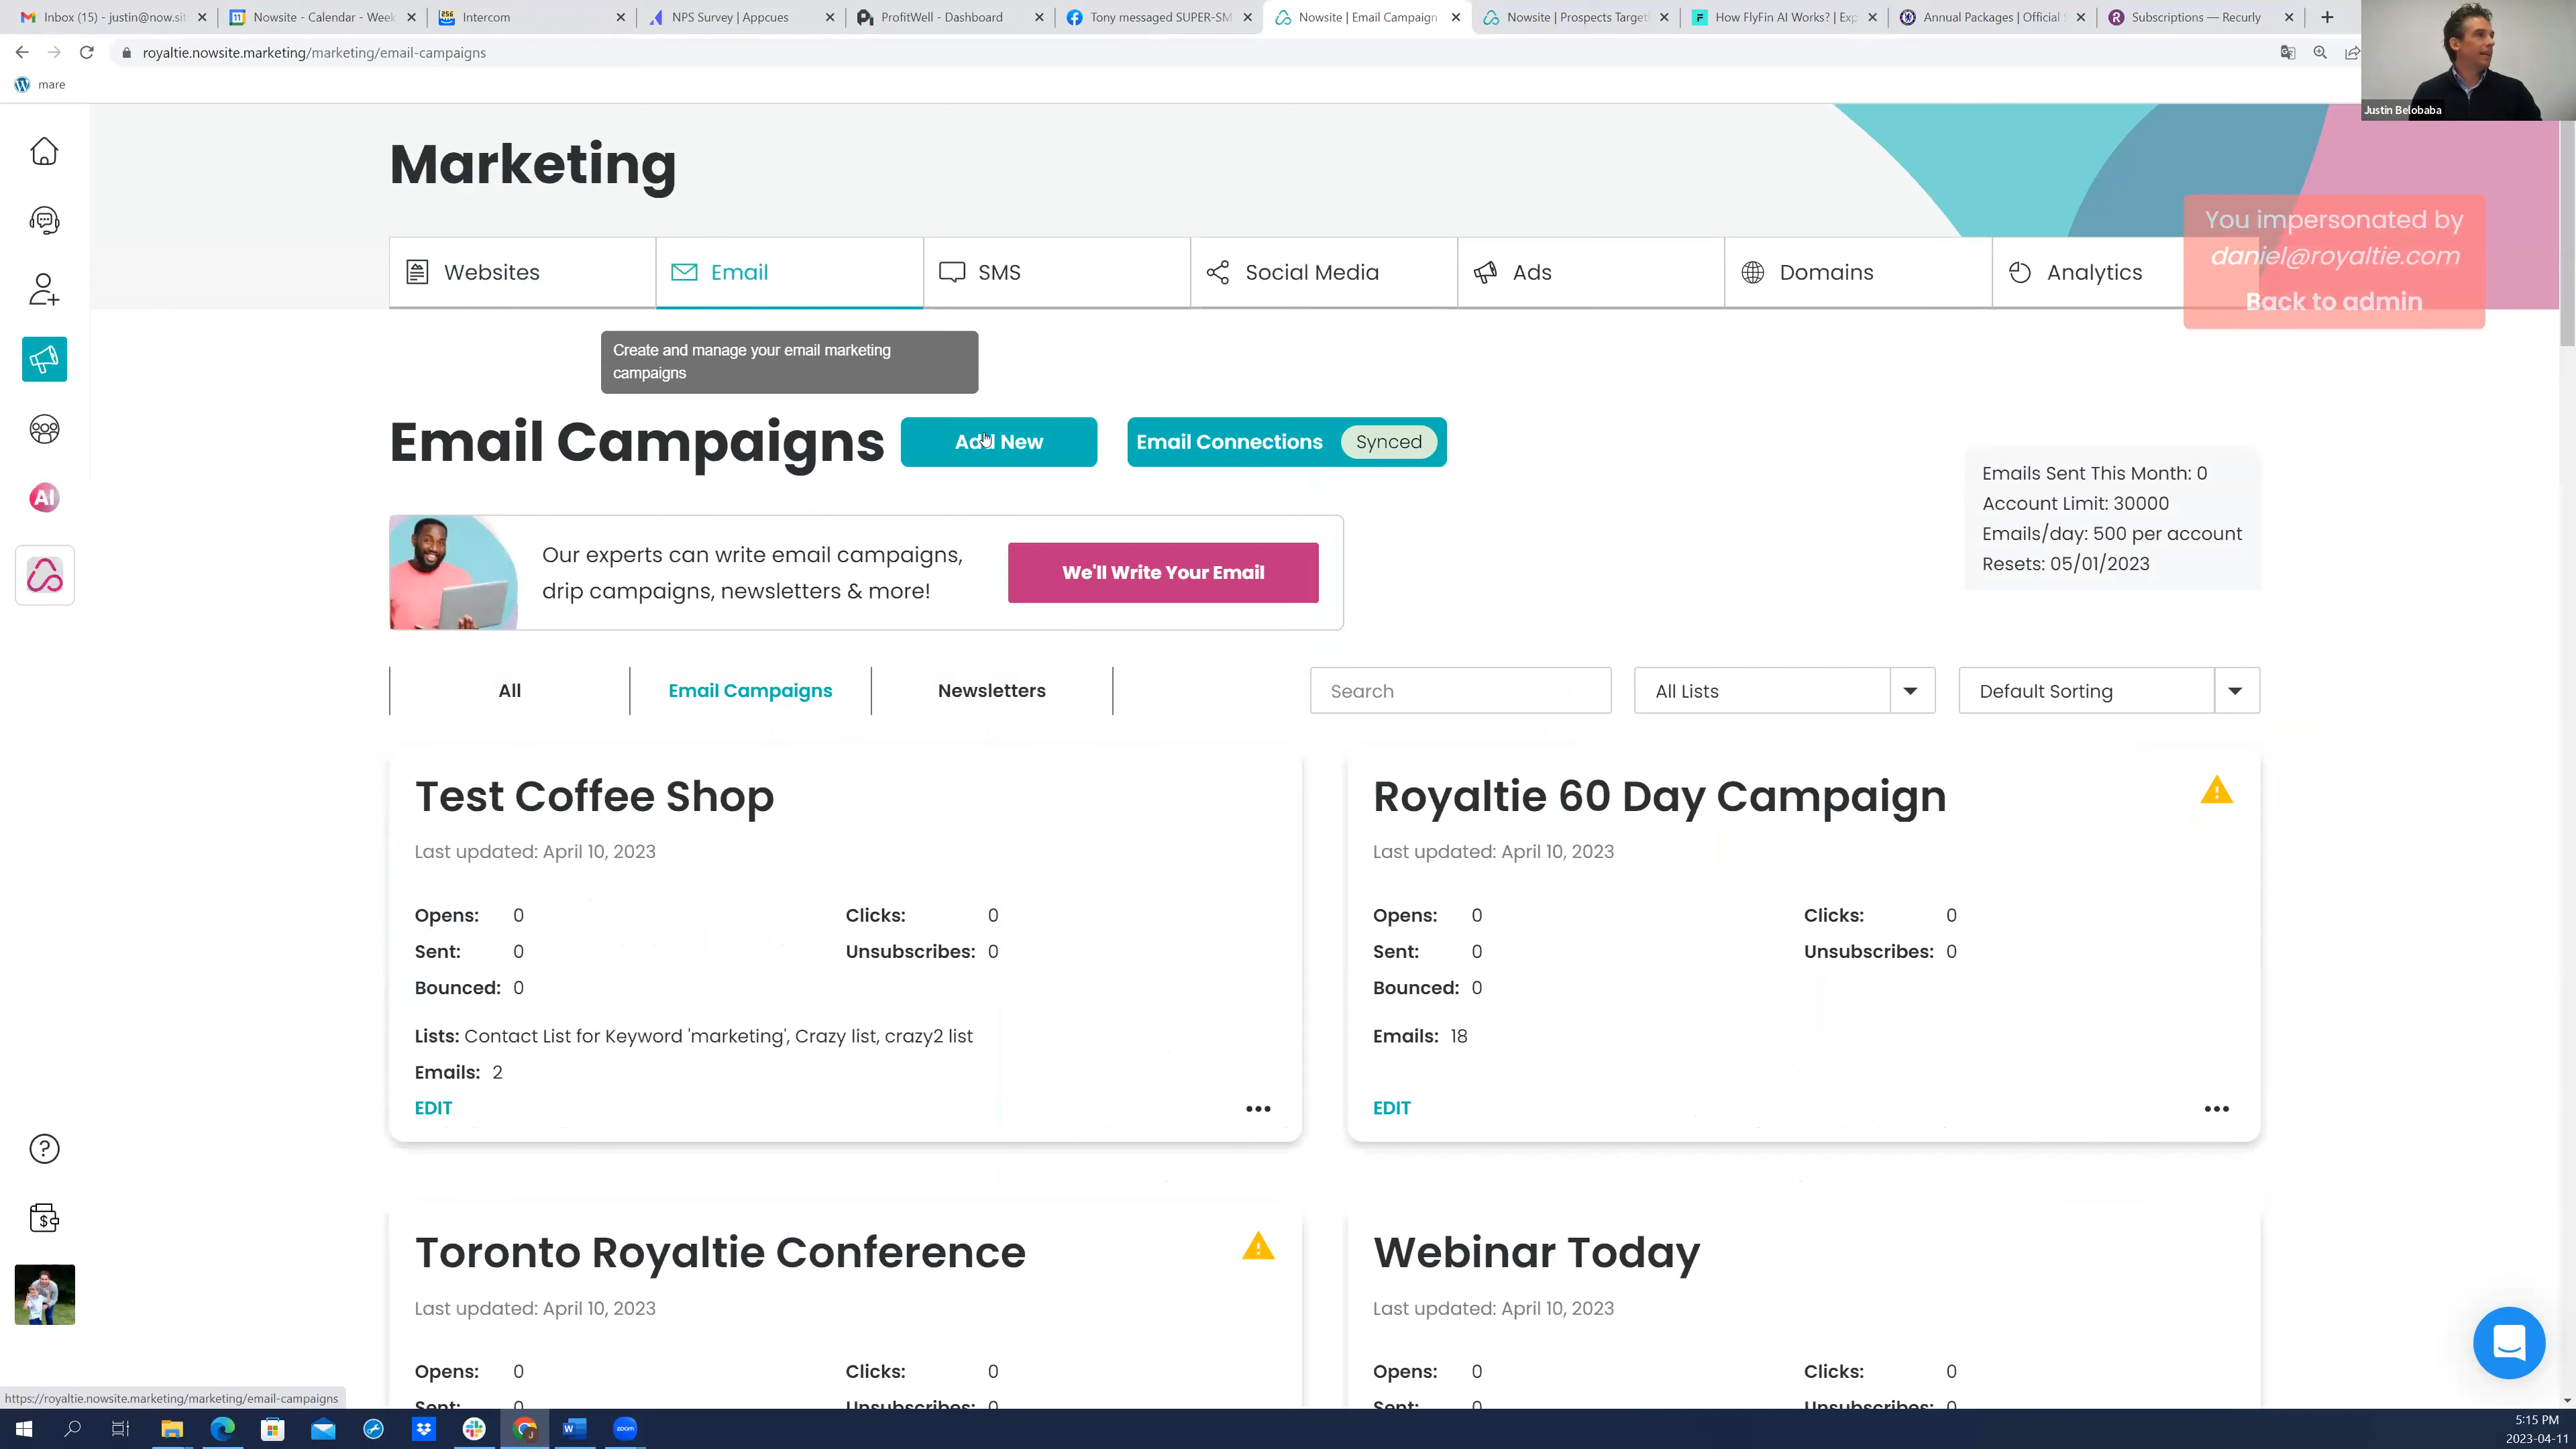 Inbox (15) - justin@now.sit
Nowsite - Calendar - Week
Intercom
NPS Survey | Appcues
ProfitWell - Dashboard
Tony messaged SUPER-SM
Nowsite | Email Campaign
Nowsite | Prospects Target
How FlyFin AI Works? | Exp
Annual Packages | Official
Subscriptions — Recurly
royaltie.nowsite.marketing/marketing/email-campaigns
mare
Justin Belobaba
Marketing
You impersonated by
daniel@royaltie.com
Back to admin
Websites
Email
SMS
Social Media
Ads
Domains
Analytics
Create and manage your email marketing
campaigns
Email Campaigns
Add New
Email Connections Synced
Emails Sent This Month: 0
Account Limit: 30000
Emails/day: 500 per account
Resets: 05/01/2023
AI
Our experts can write email campaigns,
drip campaigns, newsletters & more!
We'll Write Your Email
All
Email Campaigns
Newsletters
Search
All Lists
Default Sorting
Test Coffee Shop
Last updated: April 10, 2023
Opens: 0
Clicks: 0
Sent: 0
Unsubscribes: 0
Bounced: 0
Lists: Contact List for Keyword 'marketing', Crazy list, crazy2 list
Emails: 2
EDIT
Royaltie 60 Day Campaign
Last updated: April 10, 2023
Opens: 0
Clicks: 0
Sent: 0
Unsubscribes: 0
Bounced: 0
Emails: 18
EDIT
Toronto Royaltie Conference
Last updated: April 10, 2023
Opens: 0
Clicks: 0
Sent: 0
Unsubscribes: 0
Webinar Today
Last updated: April 10, 2023
Opens: 0
Clicks: 0
Sent: 0
Unsubscribes: 0
https://royaltie.nowsite.marketing/marketing/email-campaigns
zoom
5:15 PM
2023-04-11